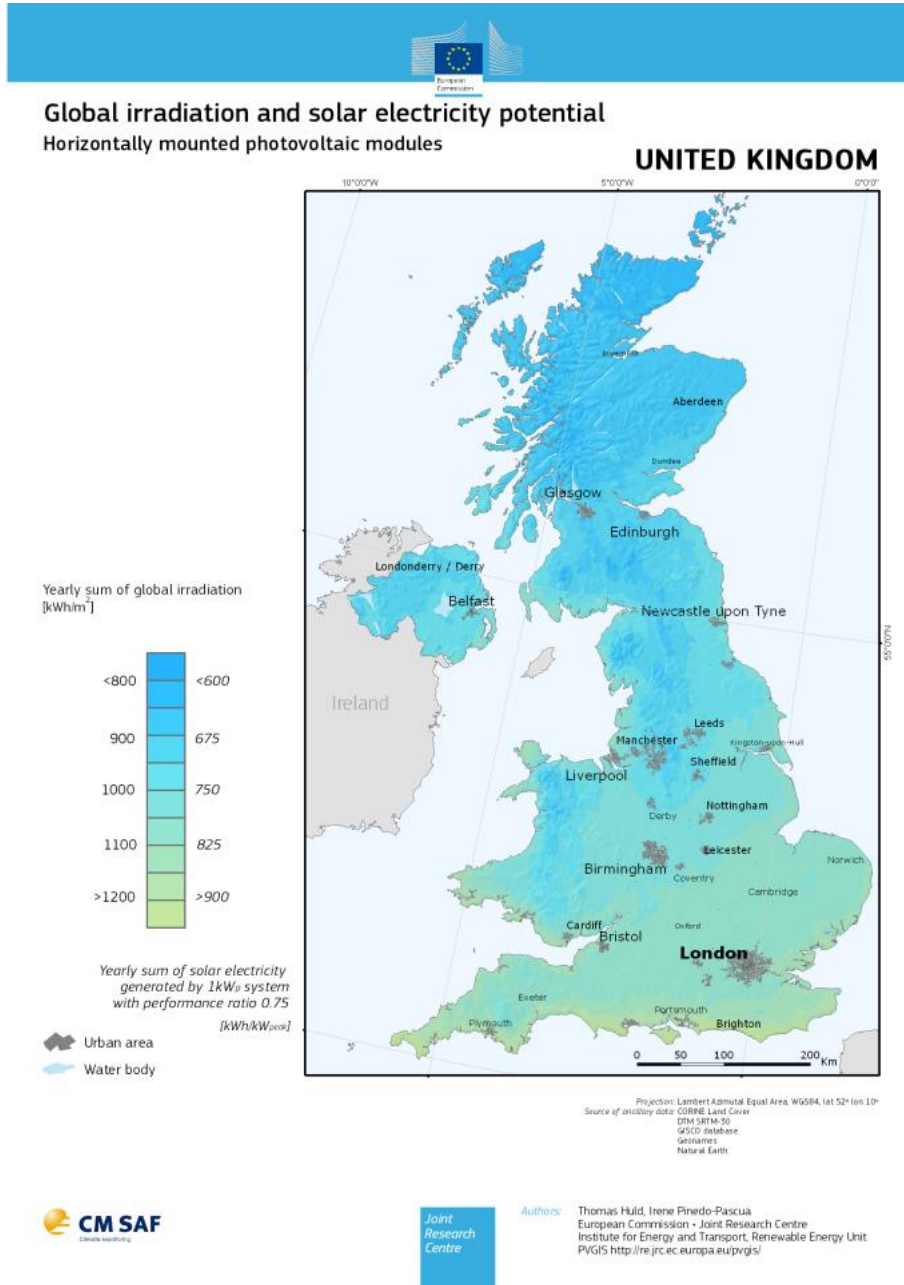 European
Commission
Global irradiation and solar electricity potential
Horizontally mounted photovoltaic modules
UNITED KINGDOM
10°0'0"W
5°0'0"W
0°0'0"
Inverness
Aberdeen
Dundee
Glasgow
Edinburgh
Londonderry / Derry
Belfast
Newcastle upon Tyne
55°0'0"N
Yearly sum of global irradiation
[kWh/m²]
<800 <600
900 675
1000 750
1100 825
>1200 >900
Ireland
Leeds
Manchester
Kingston-upon-Hull
Sheffield
Liverpool
Nottingham
Derby
Leicester
Birmingham
Coventry
Norwich
Cambridge
Cardiff
Oxford
Bristol
London
Exeter
Portsmouth
Plymouth
Brighton
Yearly sum of solar electricity
generated by 1kWp system
with performance ratio 0.75
[kWh/kWpeak]
Urban area
Water body
0 50 100 200 Km
Projection: Lambert Azimutal Equal Area, WGS84, lat 52° lon 10°
Source of ancillary data: CORINE Land Cover
DTM SRTM-30
GISCO database
Geonames
Natural Earth
CM SAF
Climate Monitoring
Joint
Research
Centre
Authors: Thomas Huld, Irene Pinedo-Pascua
European Commission • Joint Research Centre
Institute for Energy and Transport, Renewable Energy Unit
PVGIS http://re.jrc.ec.europa.eu/pvgis/